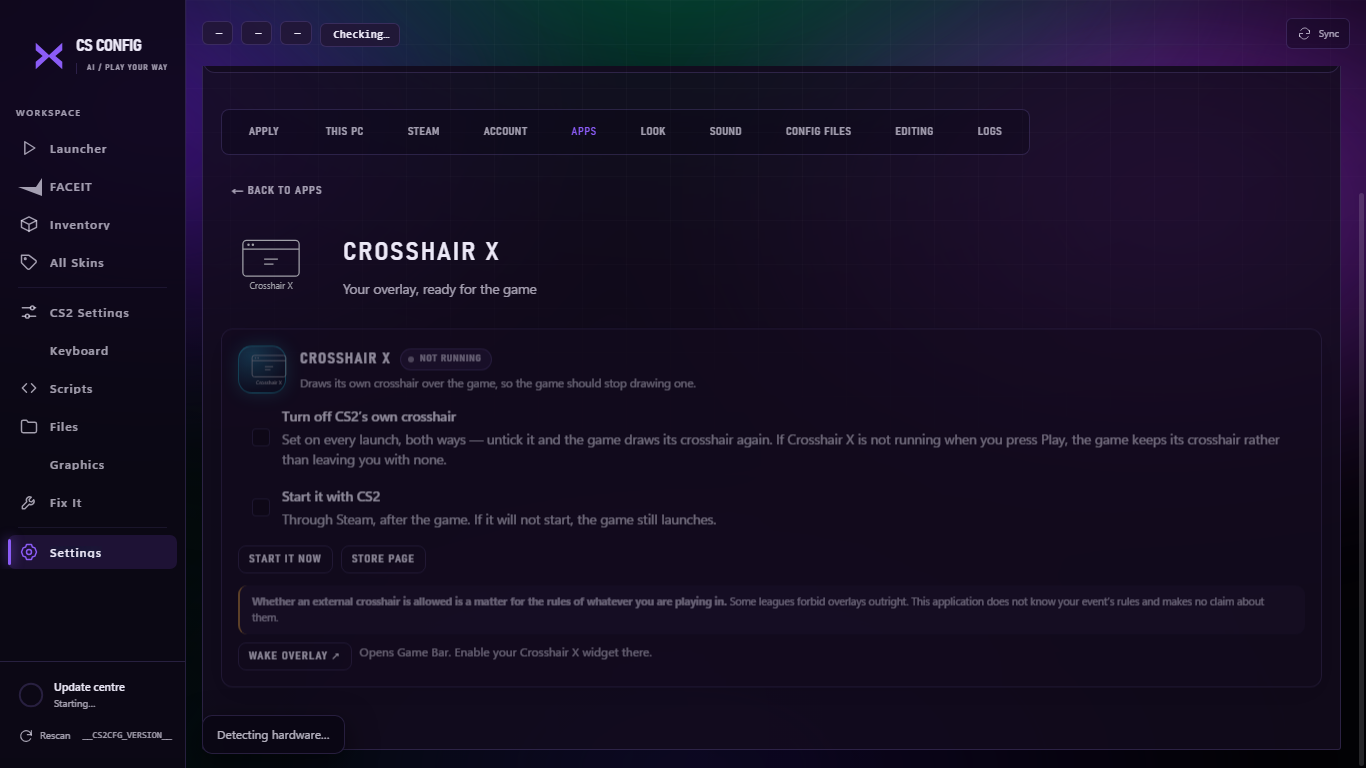 CS CONFIG
AI / PLAY YOUR WAY
WORKSPACE
Launcher
FACEIT
Inventory
All Skins
CS2 Settings
Keyboard
Scripts
Files
Graphics
Fix It
Settings
Update centre
Starting…
Rescan __CS2CFG_VERSION__
– – – Checking…
Sync
APPLY THIS PC STEAM ACCOUNT APPS LOOK SOUND CONFIG FILES EDITING LOGS
← BACK TO APPS
Crosshair X
CROSSHAIR X
Your overlay, ready for the game
Crosshair X
CROSSHAIR X NOT RUNNING
Draws its own crosshair over the game, so the game should stop drawing one.
Turn off CS2's own crosshair
Set on every launch, both ways — untick it and the game draws its crosshair again. If Crosshair X is not running when you press Play, the game keeps its crosshair rather
than leaving you with none.
Start it with CS2
Through Steam, after the game. If it will not start, the game still launches.
START IT NOW STORE PAGE
Whether an external crosshair is allowed is a matter for the rules of whatever you are playing in. Some leagues forbid overlays outright. This application does not know your event's rules and makes no claim about
them.
WAKE OVERLAY ↗ Opens Game Bar. Enable your Crosshair X widget there.
Detecting hardware…